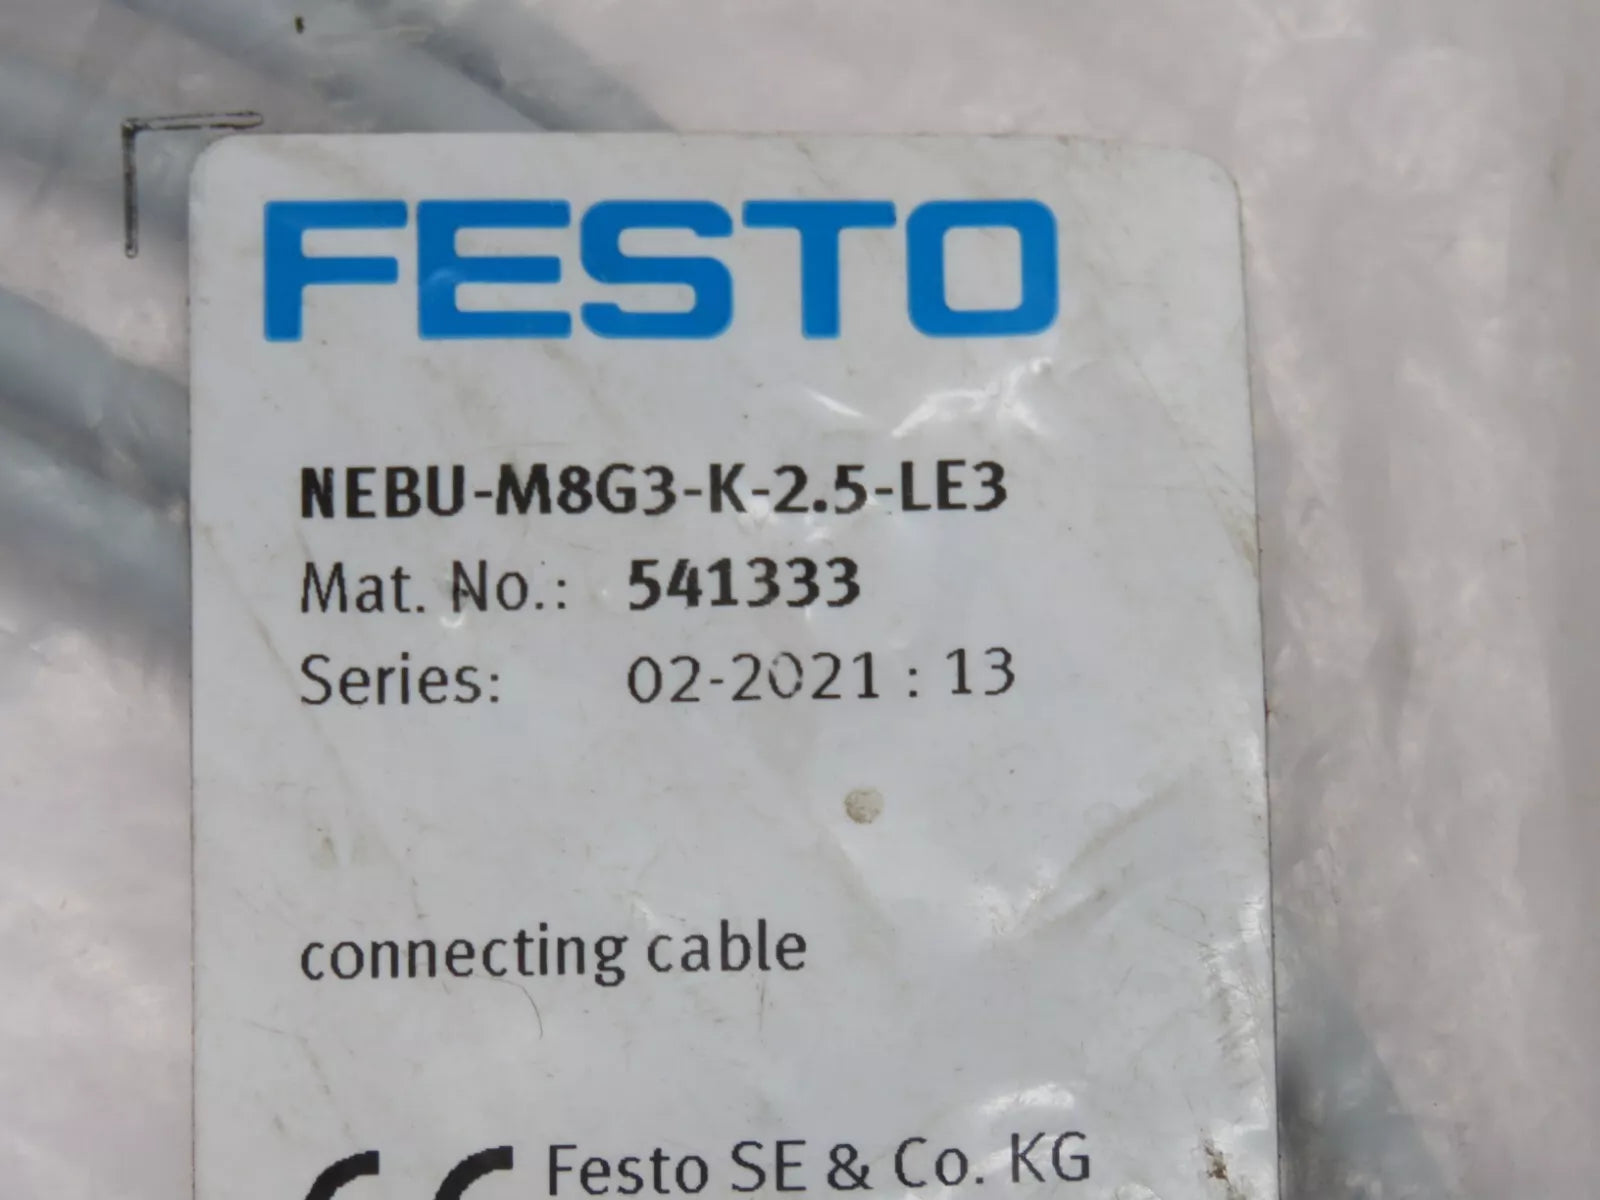 FESTO
NEBU-M8G3-K-2.5-LE3
Mat. No.: 541333
Series: 02-2021 : 13
connecting cable
CE Festo SE & Co. KG